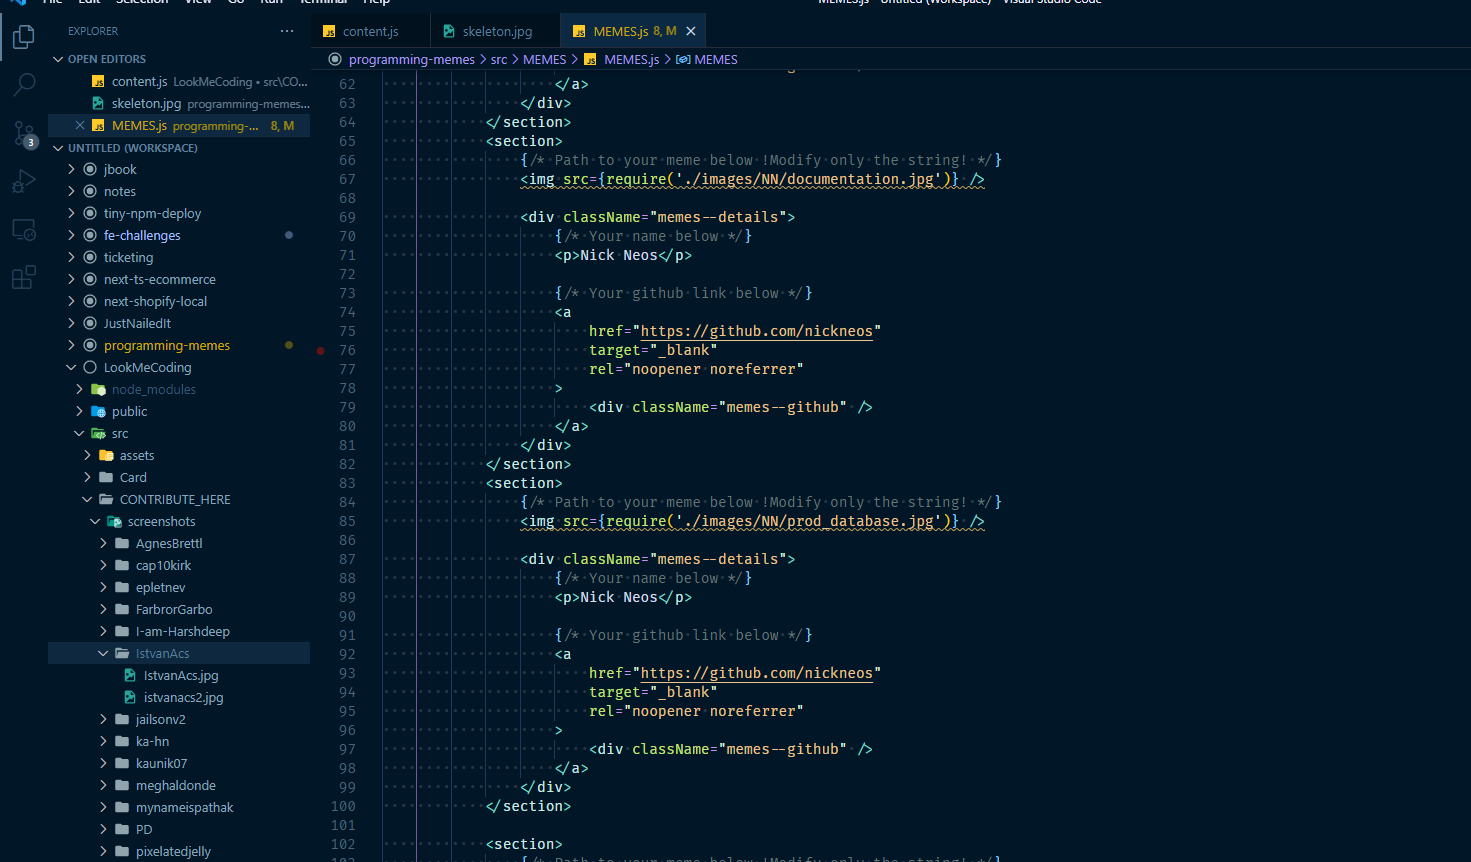 File Edit Selection View Go Run Terminal Help
MEMES.js - Untitled (Workspace) - Visual Studio Code
EXPLORER
OPEN EDITORS
content.js LookMeCoding • src\CO...
skeleton.jpg programming-memes...
MEMES.js programming-... 8, M
3
UNTITLED (WORKSPACE)
jbook
notes
tiny-npm-deploy
fe-challenges
ticketing
next-ts-ecommerce
next-shopify-local
JustNailedIt
programming-memes
LookMeCoding
node_modules
public
src
assets
Card
CONTRIBUTE_HERE
screenshots
AgnesBrettl
cap10kirk
epletnev
FarbrorGarbo
I-am-Harshdeep
IstvanAcs
IstvanAcs.jpg
istvanacs2.jpg
jailsonv2
ka-hn
kaunik07
meghaldonde
mynameispathak
PD
pixelatedjelly
content.js
skeleton.jpg
MEMES.js 8, M
programming-memes > src > MEMES > MEMES.js > MEMES
62 </a>
63 </div>
64 </section>
65 <section>
66 {/* Path to your meme below !Modify only the string! */}
67 <img src={require('./images/NN/documentation.jpg')} />
68
69 <div className="memes--details">
70 {/* Your name below */}
71 <p>Nick Neos</p>
72
73 {/* Your github link below */}
74 <a
75 href="https://github.com/nickneos"
76 target="_blank"
77 rel="noopener noreferrer"
78 >
79 <div className="memes--github" />
80 </a>
81 </div>
82 </section>
83 <section>
84 {/* Path to your meme below !Modify only the string! */}
85 <img src={require('./images/NN/prod_database.jpg')} />
86
87 <div className="memes--details">
88 {/* Your name below */}
89 <p>Nick Neos</p>
90
91 {/* Your github link below */}
92 <a
93 href="https://github.com/nickneos"
94 target="_blank"
95 rel="noopener noreferrer"
96 >
97 <div className="memes--github" />
98 </a>
99 </div>
100 </section>
101
102 <section>
103 {/* Path to your meme below !Modify only the string! */}